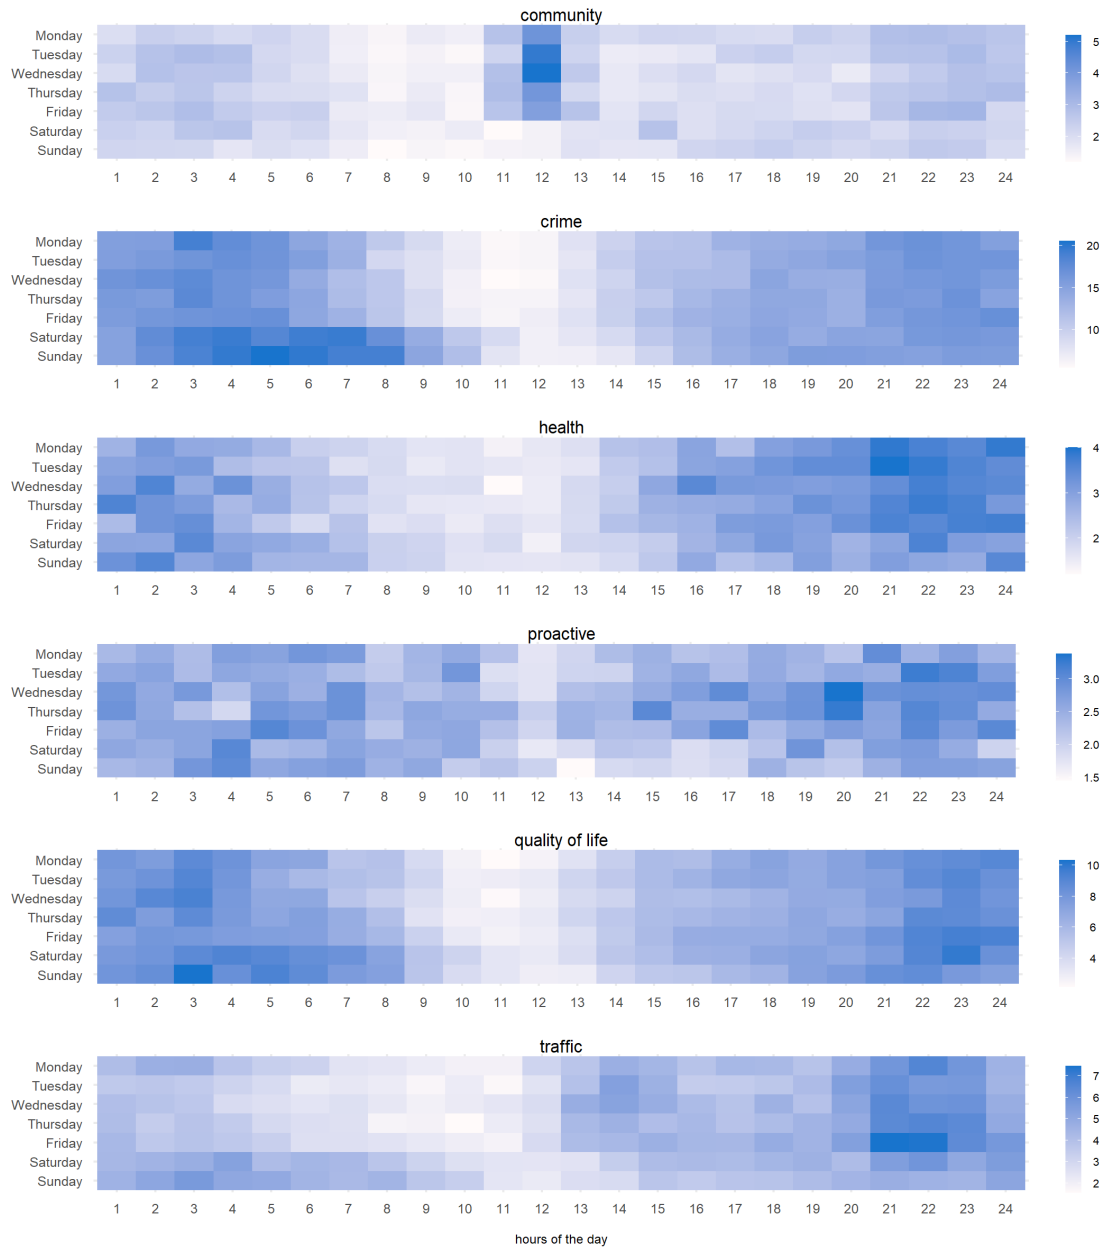 community
Monday
Tuesday
Wednesday
Thursday
Friday
Saturday
Sunday
5
4
3
2
1 2 3 4 5 6 7 8 9 10 11 12 13 14 15 16 17 18 19 20 21 22 23 24
crime
Monday
Tuesday
Wednesday
Thursday
Friday
Saturday
Sunday
20
15
10
1 2 3 4 5 6 7 8 9 10 11 12 13 14 15 16 17 18 19 20 21 22 23 24
health
Monday
Tuesday
Wednesday
Thursday
Friday
Saturday
Sunday
4
3
2
1 2 3 4 5 6 7 8 9 10 11 12 13 14 15 16 17 18 19 20 21 22 23 24
proactive
Monday
Tuesday
Wednesday
Thursday
Friday
Saturday
Sunday
3.0
2.5
2.0
1.5
1 2 3 4 5 6 7 8 9 10 11 12 13 14 15 16 17 18 19 20 21 22 23 24
quality of life
Monday
Tuesday
Wednesday
Thursday
Friday
Saturday
Sunday
10
8
6
4
1 2 3 4 5 6 7 8 9 10 11 12 13 14 15 16 17 18 19 20 21 22 23 24
traffic
Monday
Tuesday
Wednesday
Thursday
Friday
Saturday
Sunday
7
6
5
4
3
2
1 2 3 4 5 6 7 8 9 10 11 12 13 14 15 16 17 18 19 20 21 22 23 24
hours of the day